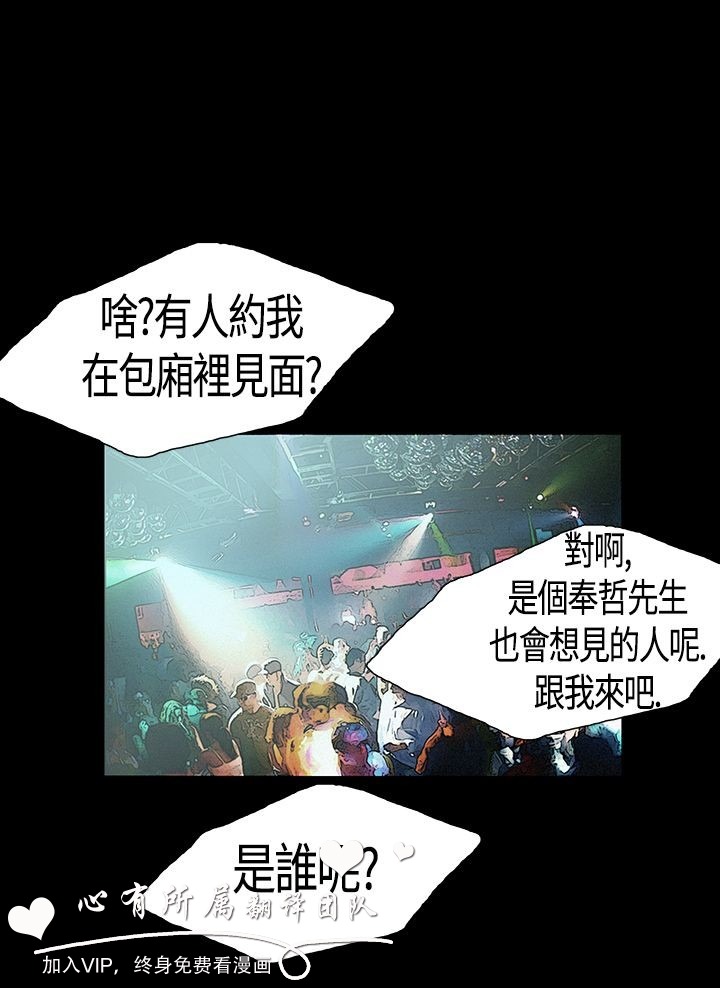 啥?有人約我
在包廂裡見面?
對啊,
是個奉哲先生
也會想見的人呢.
跟我來吧.
是誰呢?
心有所属翻译团队
加入VIP，终身免费看漫画